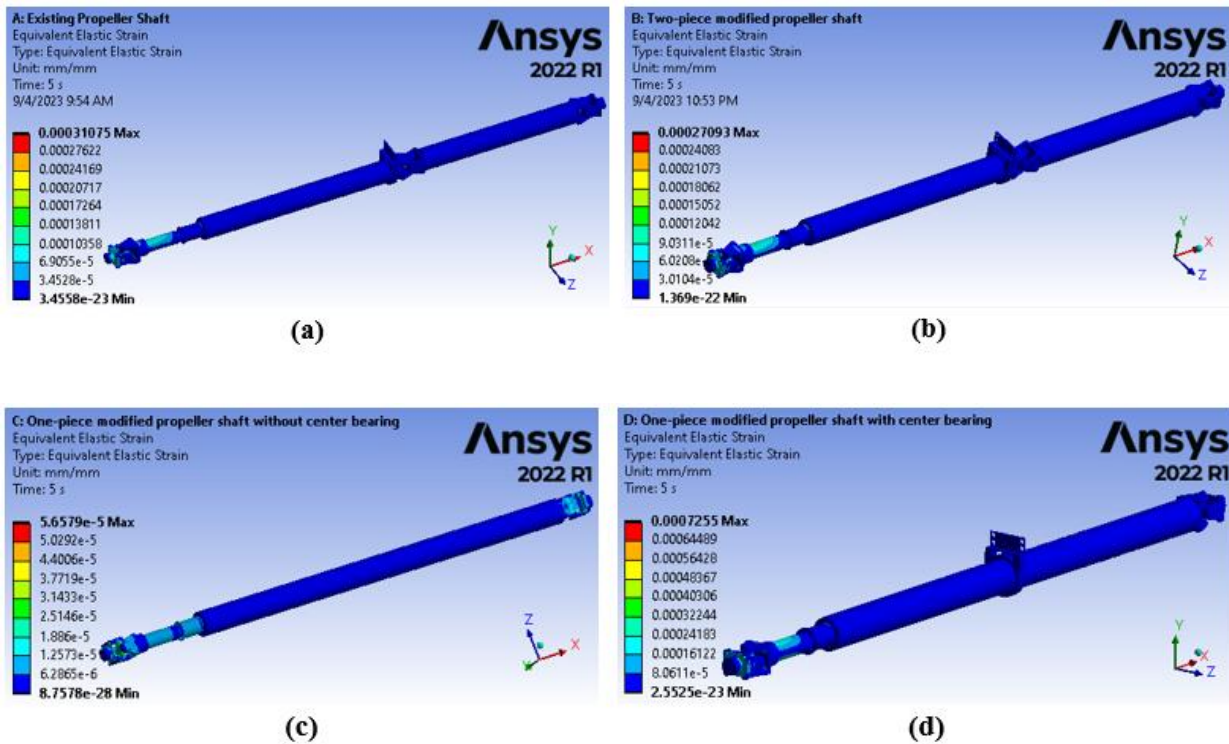 A: Existing Propeller Shaft
Equivalent Elastic Strain
Type: Equivalent Elastic Strain
Unit: mm/mm
Time: 5 s
9/4/2023 9:54 AM
Ansys
2022 R1
0.00031075 Max
0.00027622
0.00024169
0.00020717
0.00017264
0.00013811
0.00010358
6.9055e-5
3.4528e-5
3.4558e-23 Min
Y
X
Z
(a)
B: Two-piece modified propeller shaft
Equivalent Elastic Strain
Type: Equivalent Elastic Strain
Unit: mm/mm
Time: 5 s
9/4/2023 10:53 PM
Ansys
2022 R1
0.00027093 Max
0.00024083
0.00021073
0.00018062
0.00015052
0.00012042
9.0311e-5
6.0208e-
3.0104e-5
1.369e-22 Min
Y
X
Z
(b)
C: One-piece modified propeller shaft without center bearing
Equivalent Elastic Strain
Type: Equivalent Elastic Strain
Unit: mm/mm
Time: 5 s
Ansys
2022 R1
5.6579e-5 Max
5.0292e-5
4.4006e-5
3.7719e-5
3.1433e-5
2.5146e-5
1.886e-5
1.2573e-5
6.2865e-6
8.7578e-28 Min
Z
X
Y
(c)
D: One-piece modified propeller shaft with center bearing
Equivalent Elastic Strain
Type: Equivalent Elastic Strain
Unit: mm/mm
Time: 5 s
Ansys
2022 R1
0.0007255 Max
0.00064489
0.00056428
0.00048367
0.00040306
0.00032244
0.00024183
0.00016122
8.0611e-5
2.5525e-23 Min
Y
X
Z
(d)